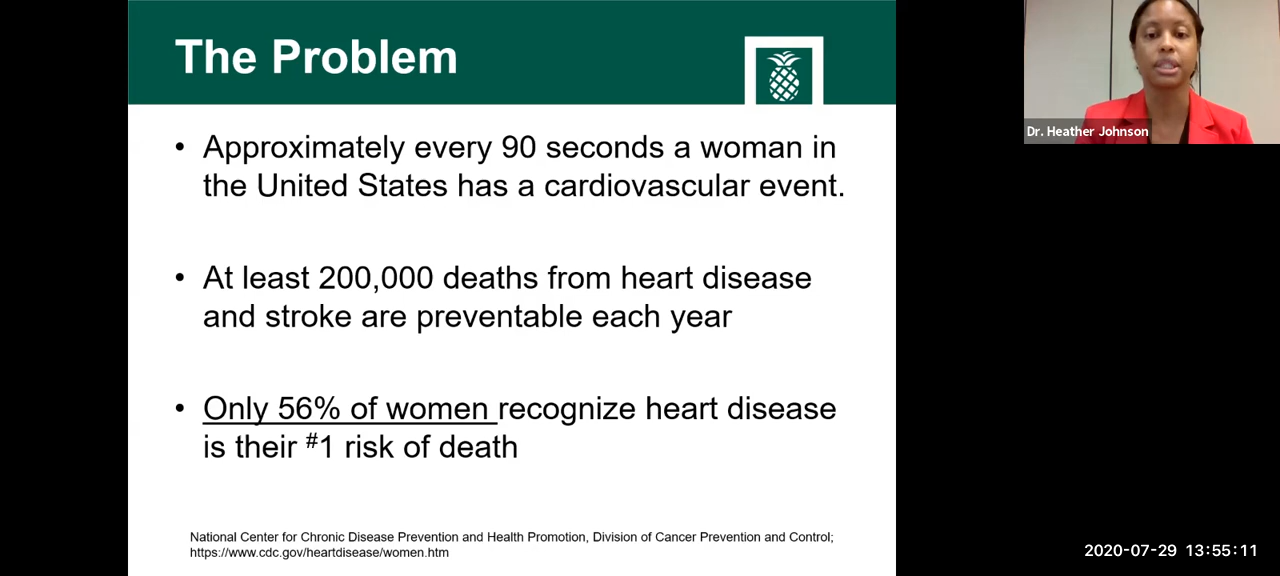 The Problem
• Approximately every 90 seconds a woman in
the United States has a cardiovascular event.
• At least 200,000 deaths from heart disease
and stroke are preventable each year
• Only 56% of women recognize heart disease
is their #1 risk of death
National Center for Chronic Disease Prevention and Health Promotion, Division of Cancer Prevention and Control;
https://www.cdc.gov/heartdisease/women.htm
Dr. Heather Johnson
2020-07-29 13:55:11